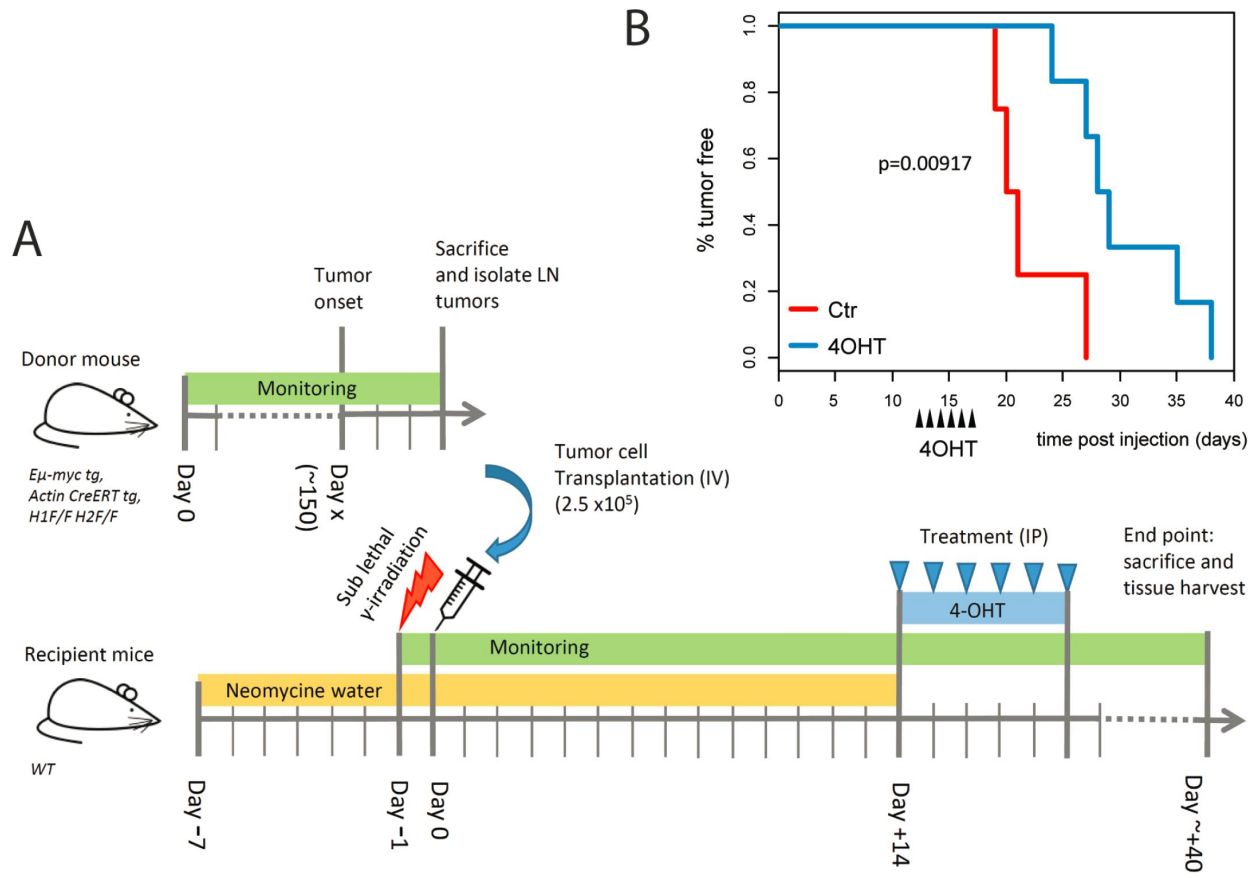 A
Donor mouse
Eµ-myc tg,
Actin CreERT tg,
H1F/F H2F/F
Monitoring
Tumor
onset
Sacrifice
and isolate LN
tumors
Day 0
Day x
(~150)
Tumor cell
Transplantation (IV)
(2.5 x10⁵)
Sub lethal
γ-irradiation
Recipient mice
WT
Neomycine water
Monitoring
Treatment (IP)
4-OHT
End point:
sacrifice and
tissue harvest
Day -7
Day -1
Day 0
Day +14
Day ~+40
B
% tumor free
1.0
0.8
0.6
0.4
0.2
0.0
p=0.00917
Ctr
4OHT
0 5 10 15 20 25 30 35 40
4OHT
time post injection (days)